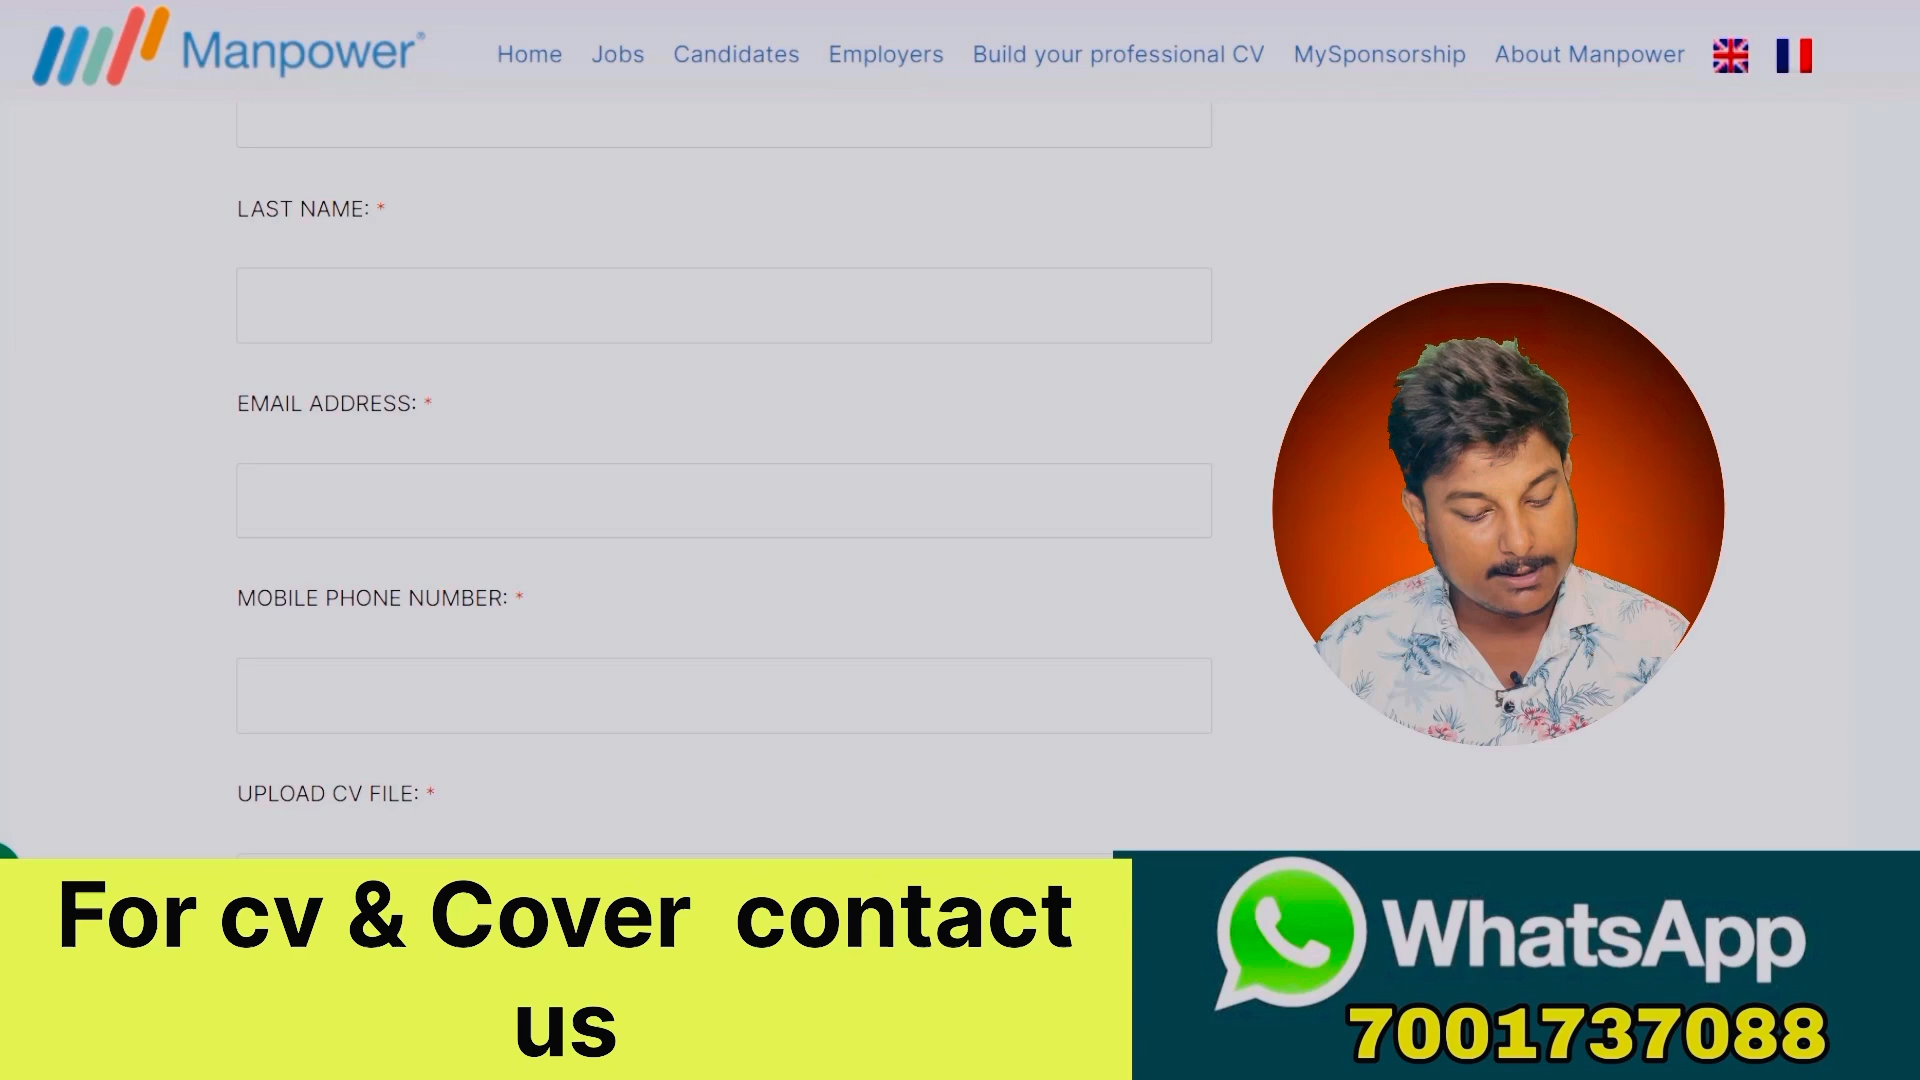 Manpower®
Home Jobs Candidates Employers Build your professional CV MySponsorship About Manpower
LAST NAME: *
EMAIL ADDRESS: *
MOBILE PHONE NUMBER: *
UPLOAD CV FILE: *
For cv & Cover contact
us
WhatsApp
7001737088